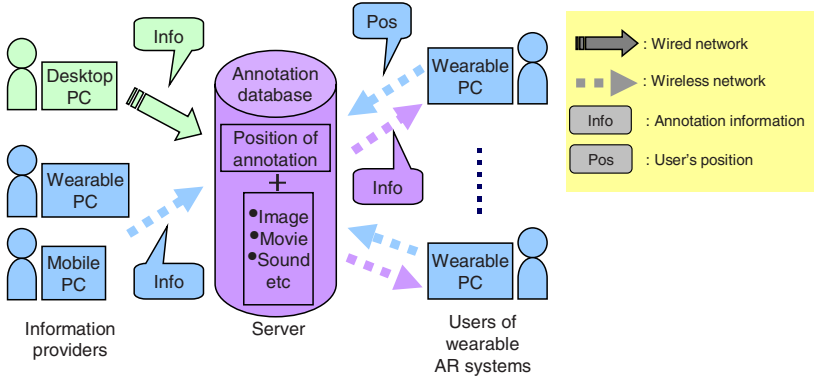 Info
Desktop
PC
Wearable
PC
Mobile
PC
Info
Information
providers
Annotation
database
Position of
annotation
+
●Image
●Movie
●Sound
etc
Server
Pos
Wearable
PC
Info
Wearable
PC
Users of
wearable
AR systems
: Wired network
: Wireless network
Info : Annotation information
Pos : User's position